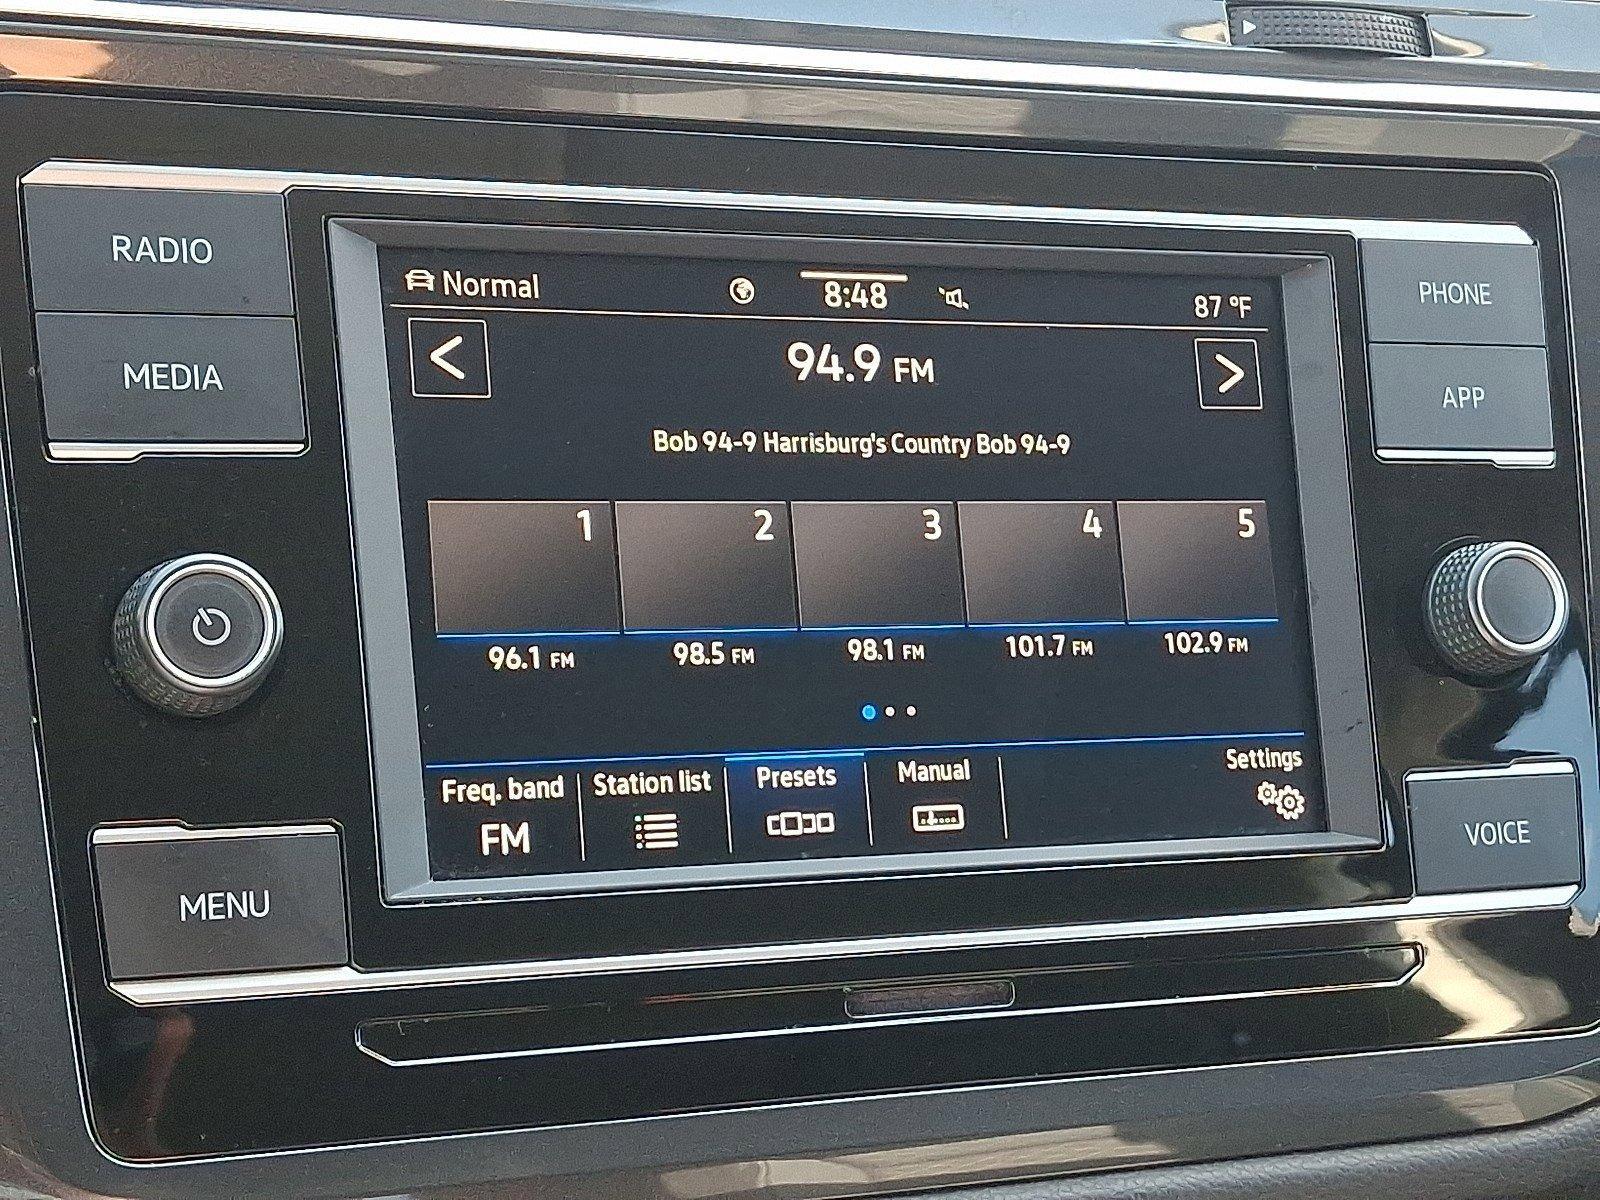 RADIO
MEDIA
MENU
Normal
8:48
87 °F
<
94.9 FM
>
Bob 94-9 Harrisburg's Country Bob 94-9
1 2 3 4 5
96.1 FM 98.5 FM 98.1 FM 101.7 FM 102.9 FM
Freq. band Station list Presets Manual Settings
FM
PHONE
APP
VOICE